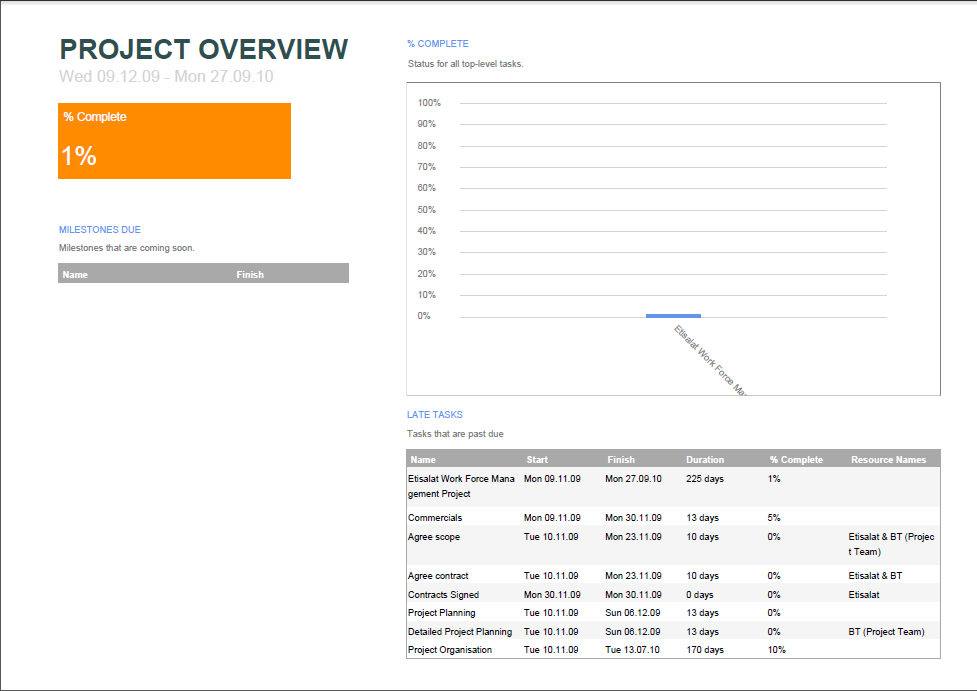 PROJECT OVERVIEW
Wed 09.12.09 - Mon 27.09.10
% Complete
1%
MILESTONES DUE
Milestones that are coming soon.
Name Finish
% COMPLETE
Status for all top-level tasks.
100%
90%
80%
70%
60%
50%
40%
30%
20%
10%
0%
Etisalat Work Force
LATE TASKS
Tasks that are past due
Name Start Finish Duration % Complete Resource Names
Etisalat Work Force Mana Mon 09.11.09 Mon 27.09.10 225 days 1%
gement Project
Commercials Mon 09.11.09 Mon 30.11.09 13 days 5%
Agree scope Tue 10.11.09 Mon 23.11.09 10 days 0% Etisalat & BT (Projec
t Team)
Agree contract Tue 10.11.09 Mon 23.11.09 10 days 0% Etisalat & BT
Contracts Signed Mon 30.11.09 Mon 30.11.09 0 days 0% Etisalat
Project Planning Tue 10.11.09 Sun 06.12.09 13 days 0%
Detailed Project Planning Tue 10.11.09 Sun 06.12.09 13 days 0% BT (Project Team)
Project Organisation Tue 10.11.09 Tue 13.07.10 170 days 10%